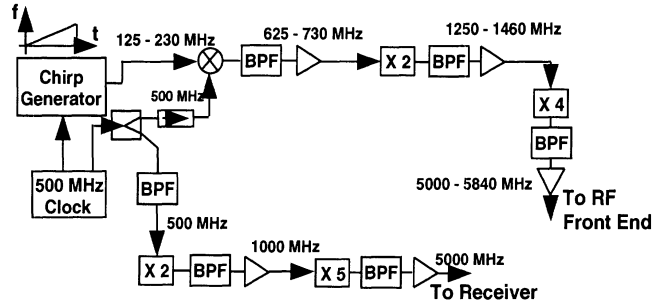 f
t
125 - 230 MHz
625 - 730 MHz
1250 - 1460 MHz
Chirp
Generator
BPF
X 2
BPF
500 MHz
X 4
BPF
500 MHz
Clock
BPF
5000 - 5840 MHz
To RF
Front End
500 MHz
1000 MHz
5000 MHz
X 2
BPF
X 5
BPF
To Receiver